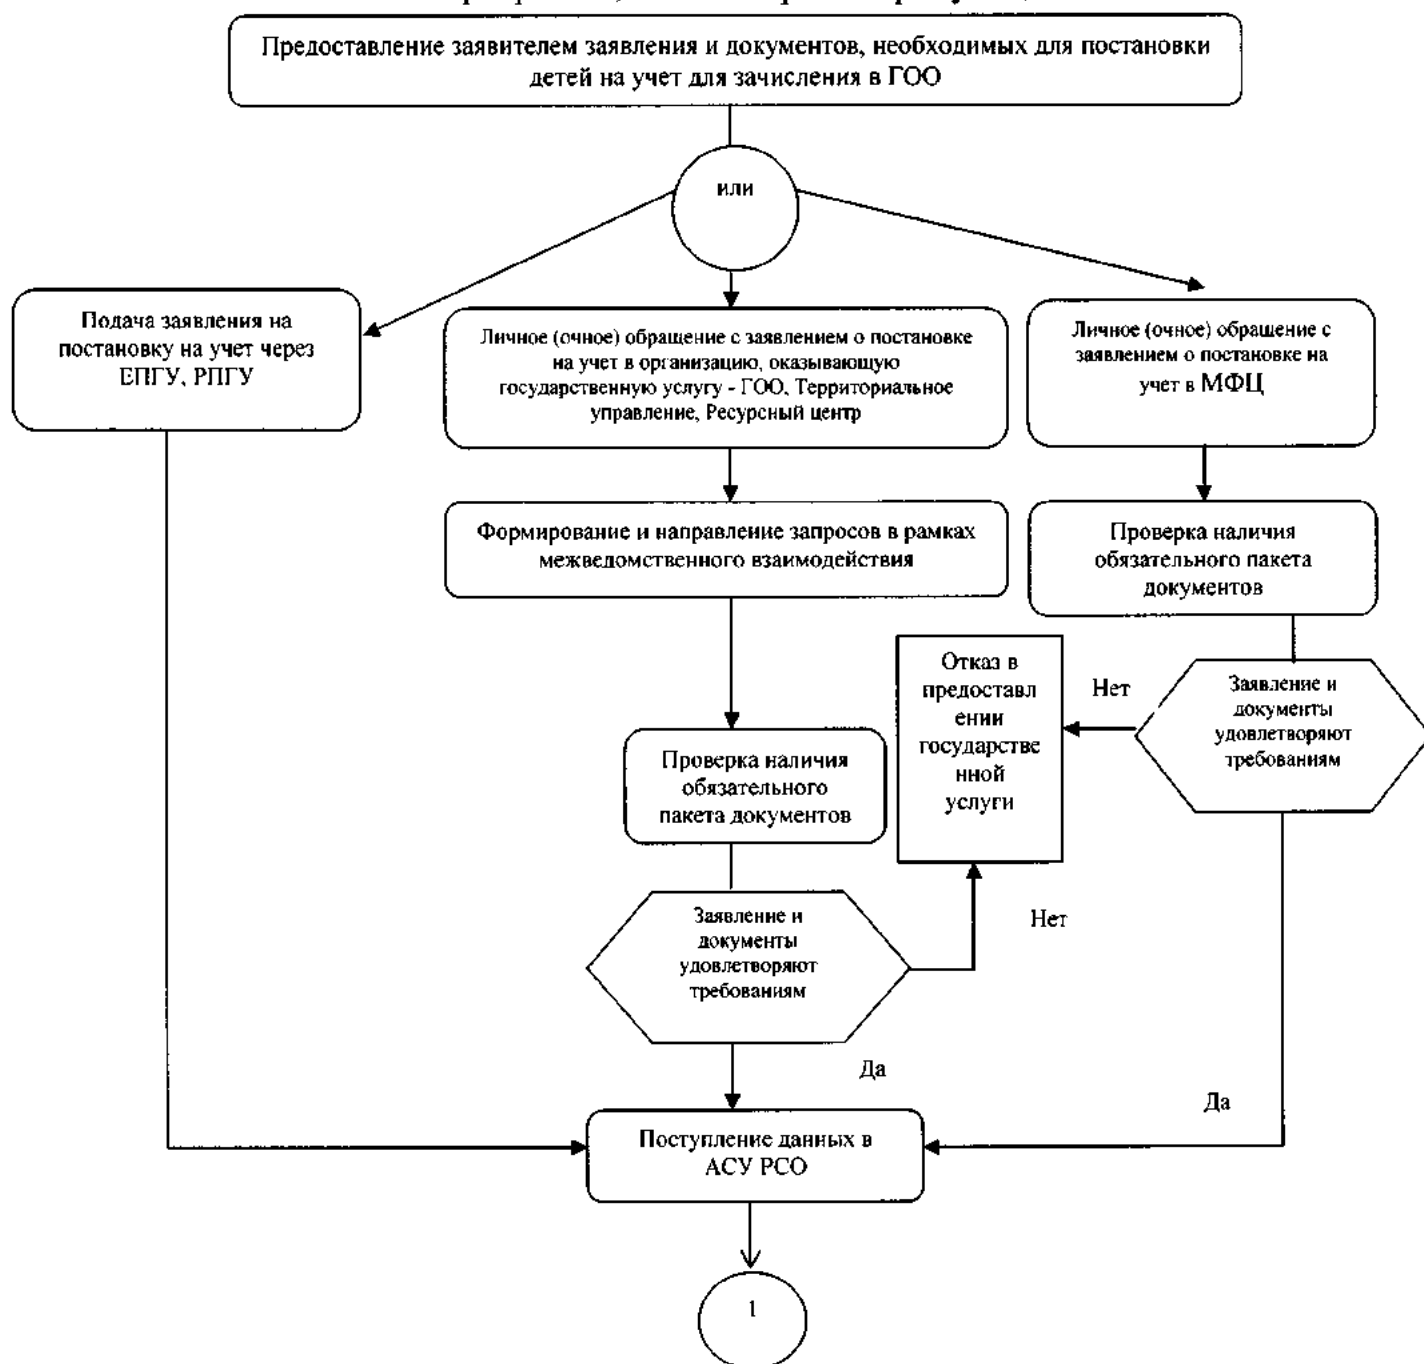 Предоставление заявителем заявления и документов, необходимых для постановки
детей на учет для зачисления в ГОО
или
Подача заявления на
постановку на учет через
ЕПГУ, РПГУ
Личное (очное) обращение с заявлением о постановке
на учет в организацию, оказывающую
государственную услугу - ГОО, Территориальное
управление, Ресурсный центр
Личное (очное) обращение с
заявлением о постановке на
учет в МФЦ
Формирование и направление запросов в рамках
межведомственного взаимодействия
Проверка наличия
обязательного пакета
документов
Отказ в
предоставл
ении
государстве
нной
услуги
Нет
Заявление и
документы
удовлетворяют
требованиям
Проверка наличия
обязательного
пакета документов
Заявление и
документы
удовлетворяют
требованиям
Нет
Да
Да
Поступление данных в
АСУ РСО
1